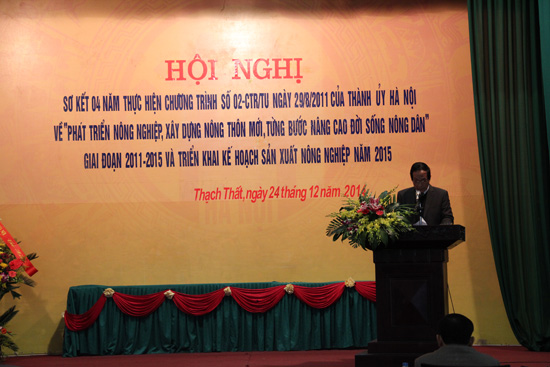 HỘI NGHỊ
SƠ KẾT 04 NĂM THỰC HIỆN CHƯƠNG TRÌNH SỐ 02-CTR/TU NGÀY 29/8/2011 CỦA THÀNH ỦY HÀ NỘI
VỀ "PHÁT TRIỂN NÔNG NGHIỆP, XÂY DỰNG NÔNG THÔN MỚI, TỪNG BƯỚC NÂNG CAO ĐỜI SỐNG NÔNG DÂN"
GIAI ĐOẠN 2011-2015 VÀ TRIỂN KHAI KẾ HOẠCH SẢN XUẤT NÔNG NGHIỆP NĂM 2015
Thạch Thất, ngày 24 tháng 12 năm